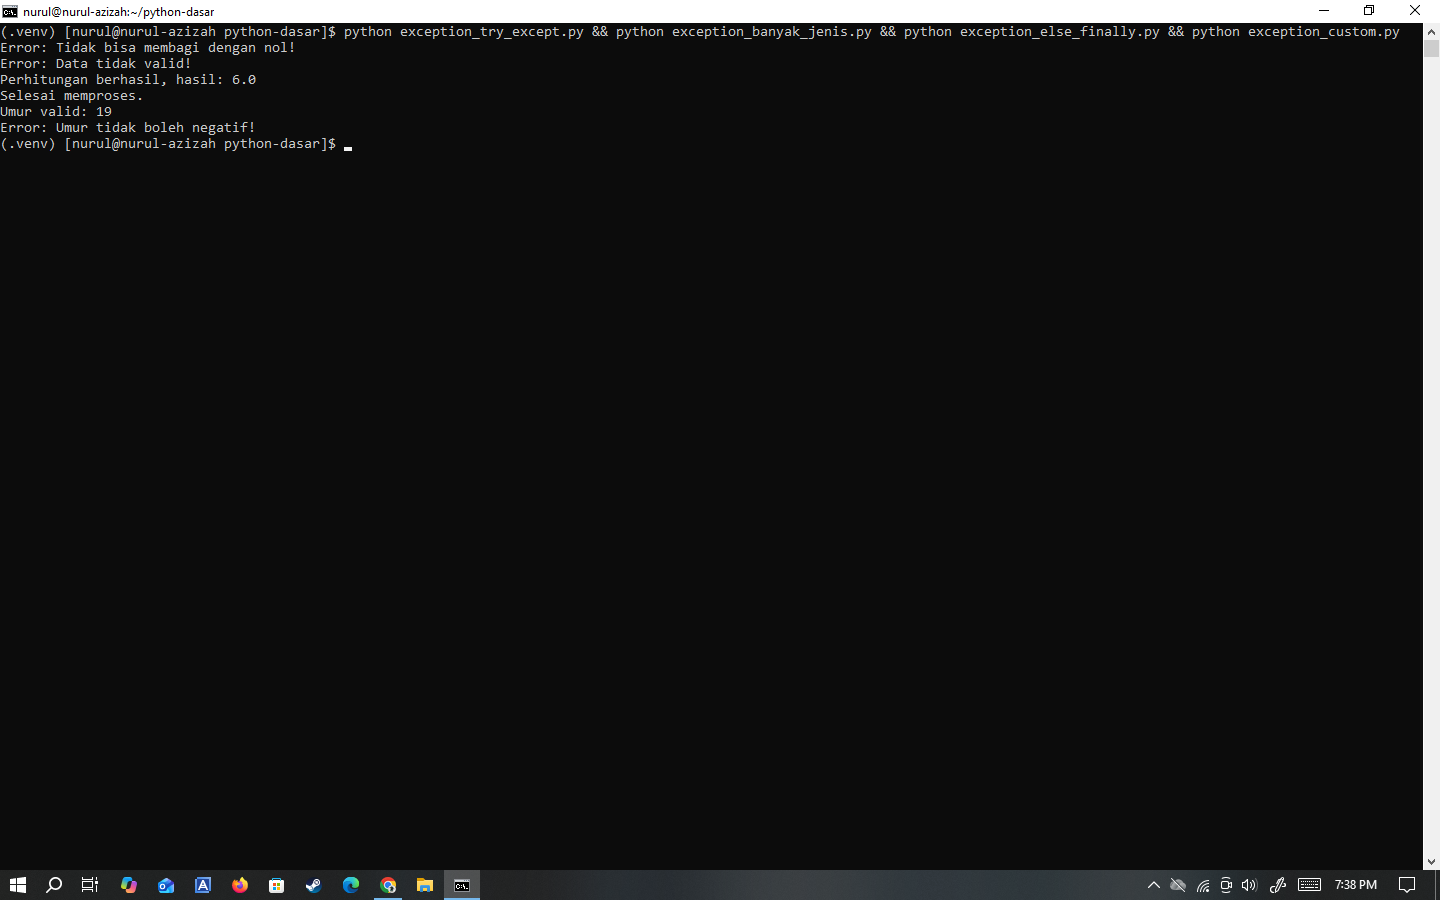 nurul@nurul-azizah:~/python-dasar
(.venv) [nurul@nurul-azizah python-dasar]$ python exception_try_except.py && python exception_banyak_jenis.py && python exception_else_finally.py && python exception_custom.py
Error: Tidak bisa membagi dengan nol!
Error: Data tidak valid!
Perhitungan berhasil, hasil: 6.0
Selesai memproses.
Umur valid: 19
Error: Umur tidak boleh negatif!
(.venv) [nurul@nurul-azizah python-dasar]$
7:38 PM